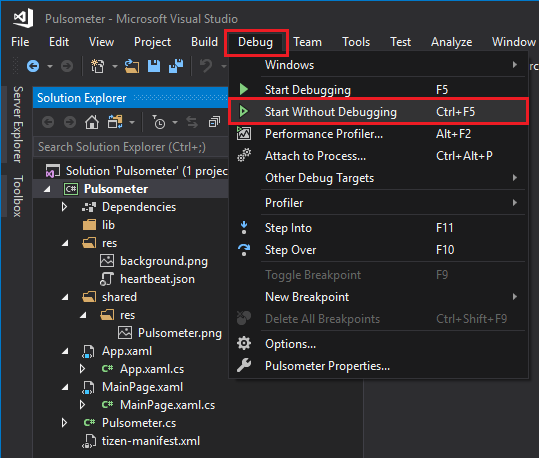 Pulsometer - Microsoft Visual Studio
File Edit View Project Build Debug Team Tools Test Analyze Window
Server Explorer
Toolbox
Solution Explorer
Search Solution Explorer (Ctrl+;)
Solution 'Pulsometer' (1 projec
C# Pulsometer
Dependencies
lib
res
background.png
heartbeat.json
shared
res
Pulsometer.png
App.xaml
C# App.xaml.cs
MainPage.xaml
C# MainPage.xaml.cs
C# Pulsometer.cs
tizen-manifest.xml
Windows
Start Debugging F5
Start Without Debugging Ctrl+F5
Performance Profiler... Alt+F2
Attach to Process... Ctrl+Alt+P
Other Debug Targets
Profiler
Step Into F11
Step Over F10
Toggle Breakpoint F9
New Breakpoint
Delete All Breakpoints Ctrl+Shift+F9
Options...
Pulsometer Properties...